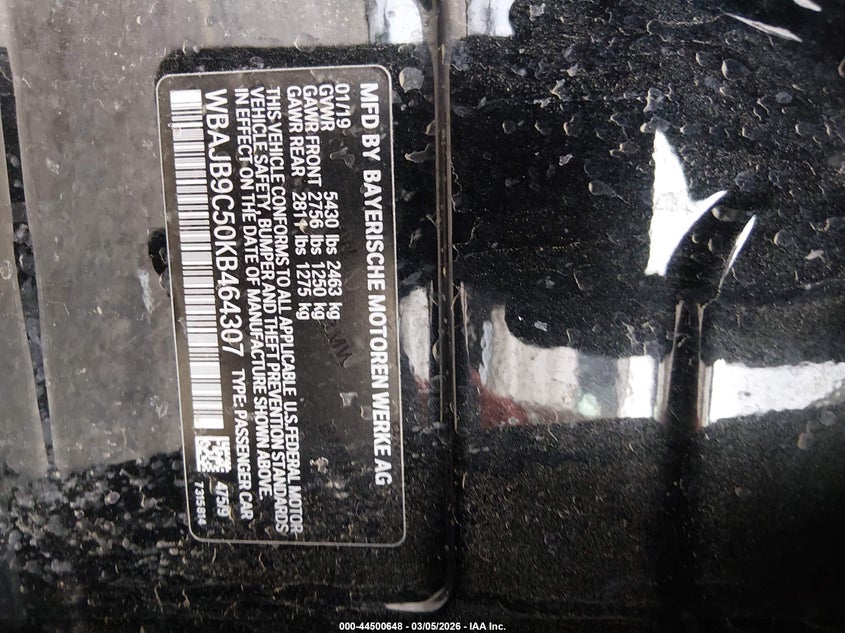 MFD BY BAYERISCHE MOTOREN WERKE AG
01/19
GVWR 5430 lbs 2463 kg
GAWR FRONT 2756 lbs 1250 kg
GAWR REAR 2811 lbs 1275 kg
THIS VEHICLE CONFORMS TO ALL APPLICABLE U.S.FEDERAL MOTOR-
VEHICLE SAFETY, BUMPER AND THEFT PREVENTION STANDARDS
IN EFFECT ON THE DATE OF MANUFACTURE SHOWN ABOVE.
WBAJB9C50KB464307 TYPE: PASSENGER CAR
4759
7315814
000-44500648 - 03/05/2026 - IAA Inc.